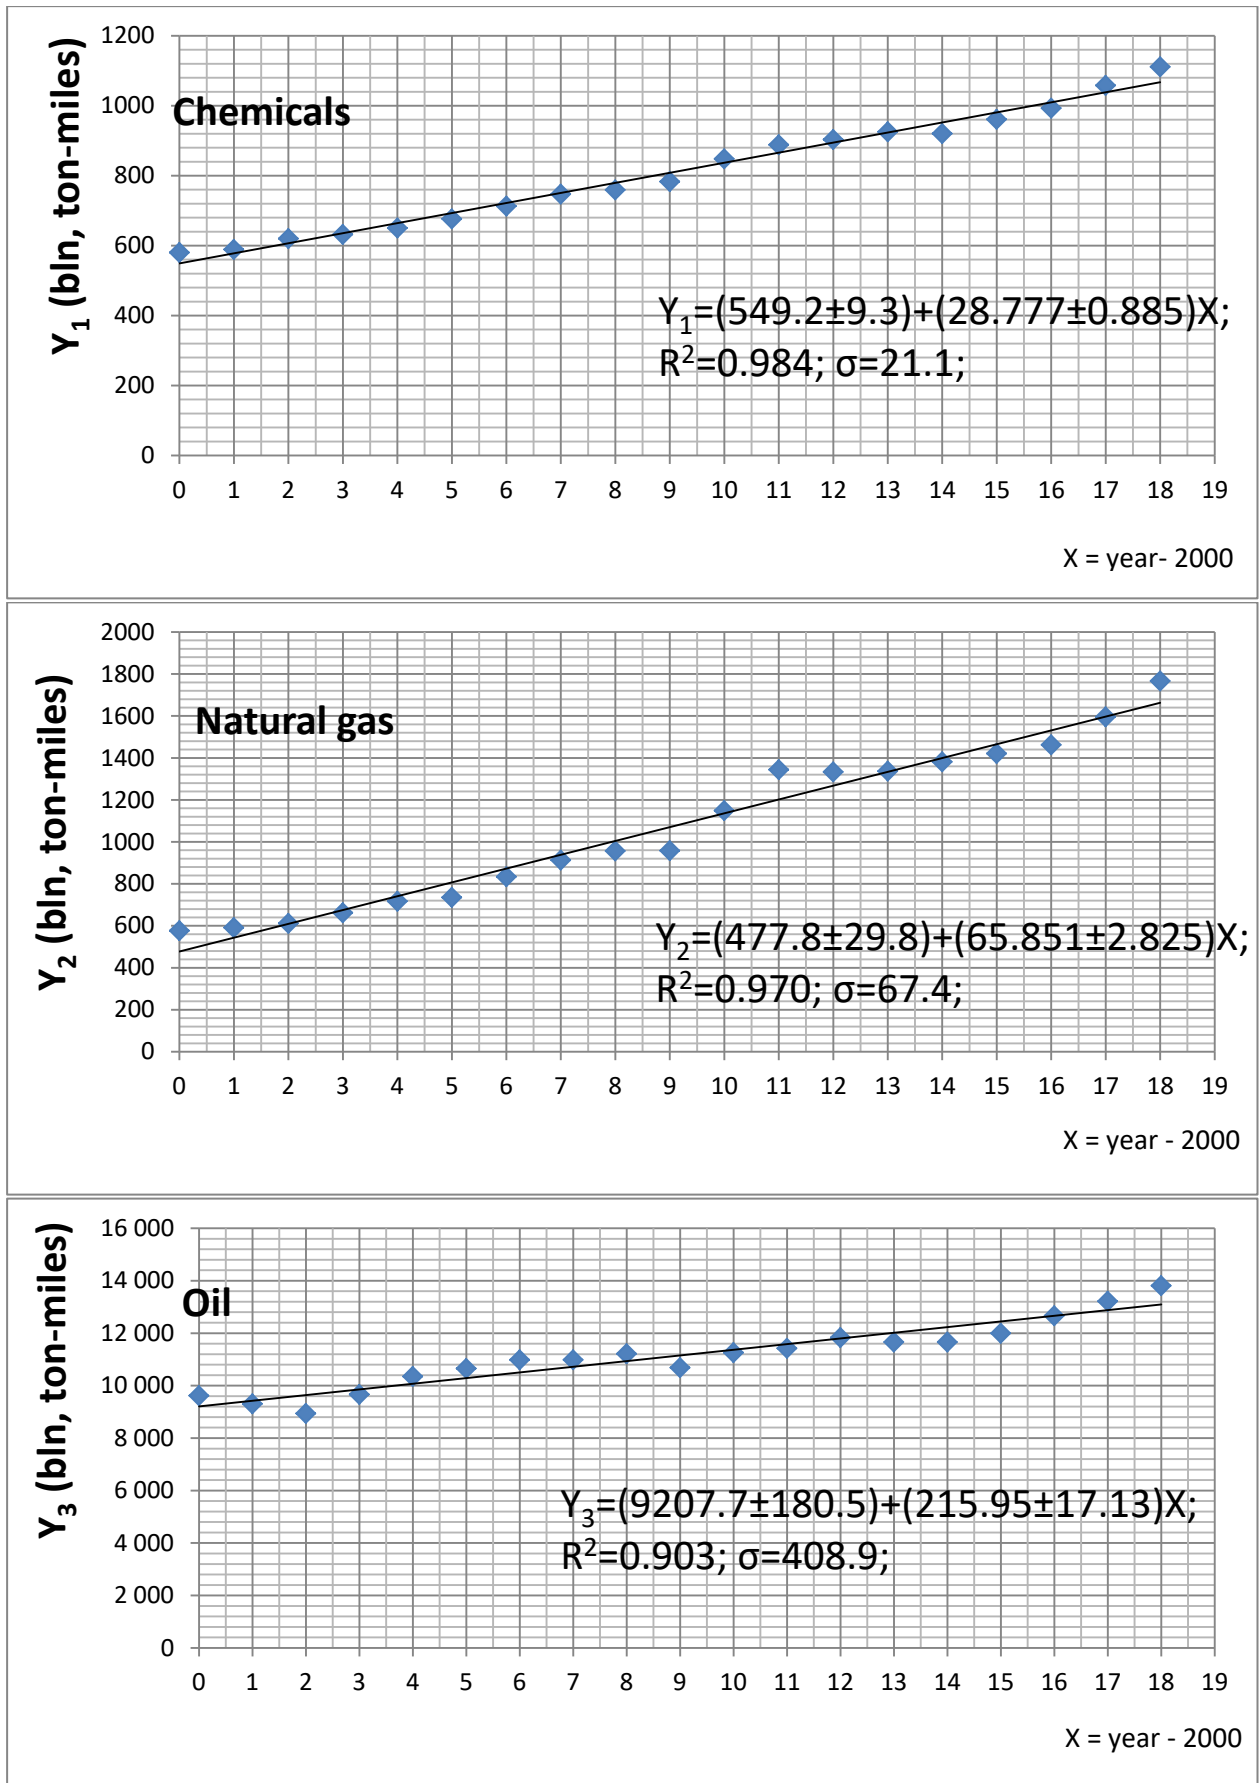 Y₁ (bln, ton-miles)
1200
1000
800
600
400
200
0
Chemicals
Y₁=(549.2±9.3)+(28.777±0.885)X;
R²=0.984; σ=21.1;
0 1 2 3 4 5 6 7 8 9 10 11 12 13 14 15 16 17 18 19
X = year- 2000
Y₂ (bln, ton-miles)
2000
1800
1600
1400
1200
1000
800
600
400
200
0
Natural gas
Y₂=(477.8±29.8)+(65.851±2.825)X;
R²=0.970; σ=67.4;
0 1 2 3 4 5 6 7 8 9 10 11 12 13 14 15 16 17 18 19
X = year - 2000
Y₃ (bln, ton-miles)
16 000
14 000
12 000
10 000
8 000
6 000
4 000
2 000
0
Oil
Y₃=(9207.7±180.5)+(215.95±17.13)X;
R²=0.903; σ=408.9;
0 1 2 3 4 5 6 7 8 9 10 11 12 13 14 15 16 17 18 19
X = year - 2000